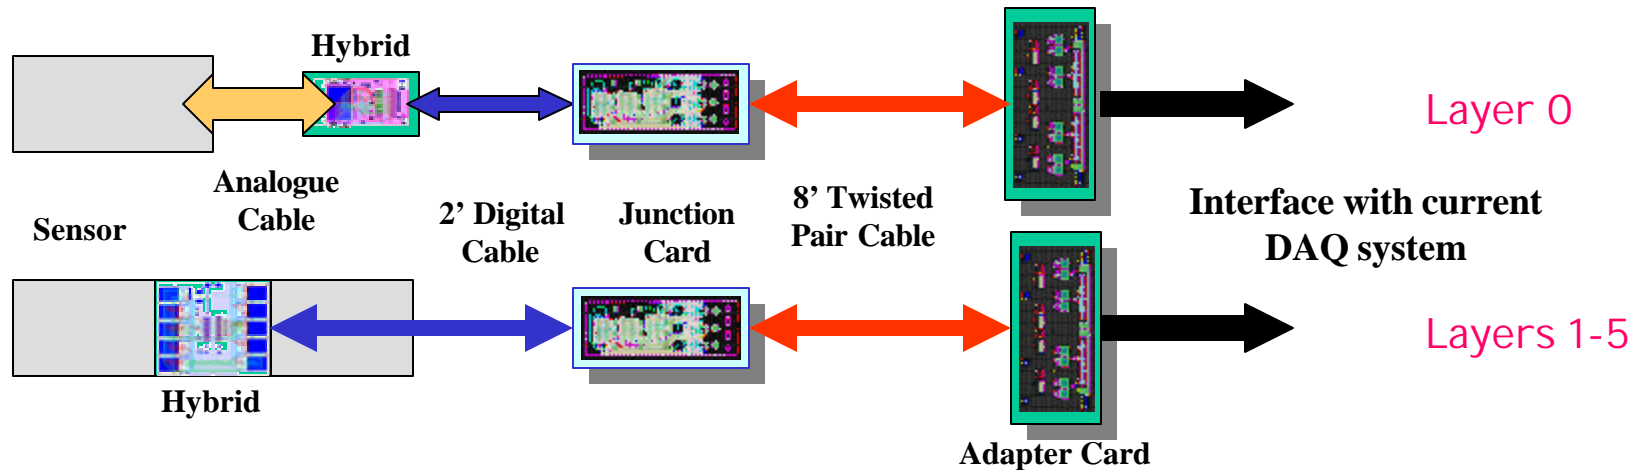 Hybrid
Layer 0
Analogue
Cable
Sensor
2’ Digital
Cable
Junction
Card
8’ Twisted
Pair Cable
Interface with current
DAQ system
Layers 1-5
Hybrid
Adapter Card